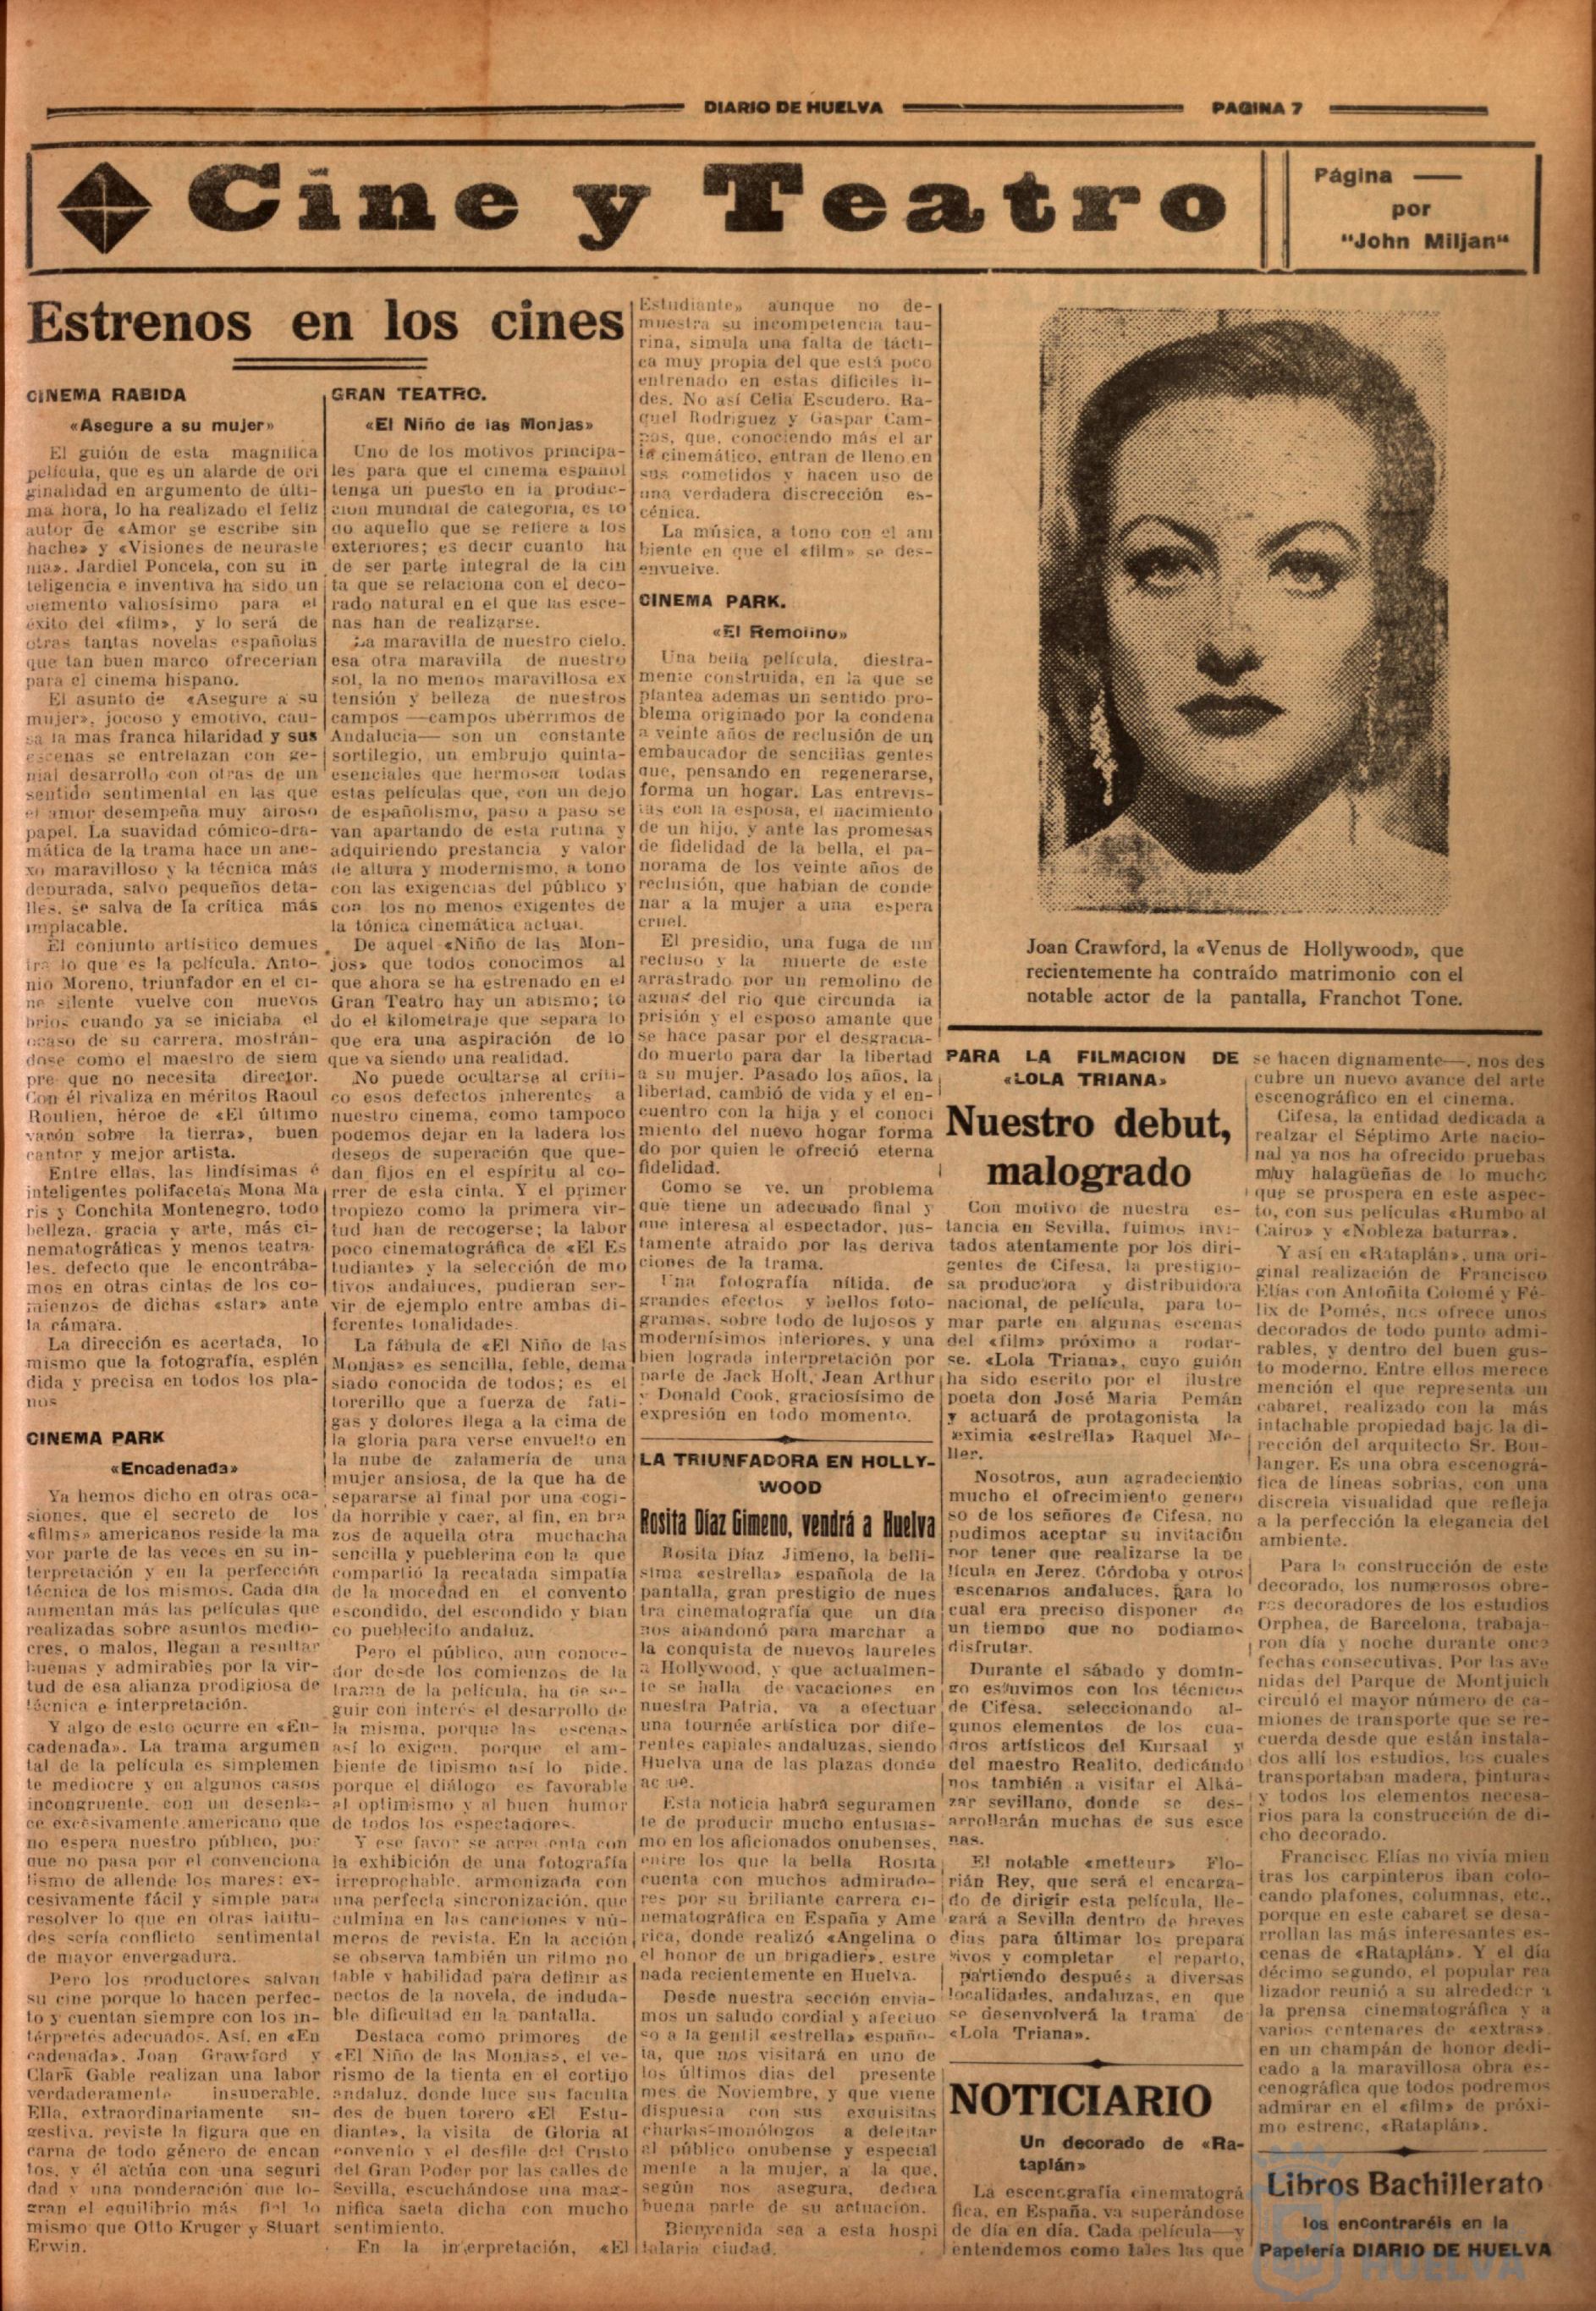 DIARIO DE HUELVA
PAGINA 7
Cine y Teatro
Página
por
"John Miljan"
Estrenos en los cines
CINEMA RABIDA
«Asegure a su mujer»
El guión de esta magnífica
película, que es un alarde de ori
ginalidad en argumento de últi-
ma hora, lo ha realizado el feliz
autor de «Amor se escribe sin
hache» y «Visiones de neuraste
nia». Jardiel Poncela, con su in
teligencia e inventiva ha sido un
elemento valiosísimo para el
éxito del «film», y lo será de
otras tantas novelas españolas
que tan buen marco ofrecerían
para el cinema hispano.
El asunto de «Asegure a su
mujer», jocoso y emotivo, cau-
sa la más franca hilaridad y sus
escenas se entrelazan con ge-
nial desarrollo con otras de un
sentido sentimental en las que
el amor desempeña muy airoso
papel. La suavidad cómico-dra-
mática de la trama hace un ane-
xo maravilloso y la técnica más
depurada, salvo pequeños deta-
lles, se salva de la crítica más
implacable.
El conjunto artístico demues
tra lo que es la película. Anto-
nio Moreno, triunfador en el ci-
ne silente vuelve con nuevos
bríos cuando ya se iniciaba el
ocaso de su carrera, mostrán-
dose como el maestro de siem
pre que no necesita director.
Con él rivaliza en méritos Raoul
Roulien, héroe de «El último
varón sobre la tierra», buen
cantor y mejor artista.
Entre ellas, las lindísimas é
inteligentes polifacetas Mona Ma
ris y Conchita Montenegro, todo
belleza, gracia y arte, más ci-
nematográficas y menos teatra-
les, defecto que le encontrába-
mos en otras cintas de los co-
mienzos de dichas «star» ante
la cámara.
La dirección es acertada, lo
mismo que la fotografía, esplén
dida y precisa en todos los pla-
nos
CINEMA PARK
«Encadenada»
Ya hemos dicho en otras oca-
siones, que el secreto de los
«films» americanos reside la ma
yor parte de las veces en su in-
terpretación y en la perfección
técnica de los mismos. Cada día
aumentan más las películas que
realizadas sobre asuntos medio-
cres, o malos, llegan a resultar
buenas y admirables por la vir-
tud de esa alianza prodigiosa de
técnica e interpretación.
Y algo de esto ocurre en «En-
cadenada». La trama argumen
tal de la película es simplemen
te mediocre y en algunos casos
incongruente, con un desenla-
ce excesivamente americano que
no espera nuestro público, por
que no pasa por el convenciona
lismo de allende los mares: ex-
cesivamente fácil y simple para
resolver lo que en otras latitu-
des sería conflicto sentimental
de mayor envergadura.
Pero los productores salvan
su cine porque lo hacen perfec-
to y cuentan siempre con los in-
térpretes adecuados. Así, en «En
cadenada», Joan Grawford y
Clark Gable realizan una labor
verdaderamente insuperable.
Ella, extraordinariamente su-
gestiva, reviste la figura que en
carna de todo género de encan
tos, y él actúa con una seguri
dad y una ponderación que lo-
gran el equilibrio más fiel lo
mismo que Otto Kruger y Stuart
Erwin.
GRAN TEATRO.
«El Niño de las Monjas»
Uno de los motivos principa-
les para que el cinema español
tenga un puesto en la produc-
ción mundial de categoría, es to
do aquello que se refiere a los
exteriores; es decir cuanto ha
de ser parte integral de la cin
ta que se relaciona con el deco-
rado natural en el que las esce-
nas han de realizarse.
La maravilla de nuestro cielo,
esa otra maravilla de nuestro
sol, la no menos maravillosa ex
tensión y belleza de nuestros
campos —campos ubérrimos de
Andalucía— son un constante
sortilegio, un embrujo quinta-
esenciales que hermosea todas
estas películas que, con un dejo
de españolismo, paso a paso se
van apartando de esta rutina y
adquiriendo prestancia y valor
de altura y modernismo, a tono
con las exigencias del público y
con los no menos exigentes de
la tónica cinemática actual.
De aquel «Niño de las Mon-
jas» que todos conocimos al
que ahora se ha estrenado en el
Gran Teatro hay un abismo; to
do el kilometraje que separa lo
que era una aspiración de lo
que va siendo una realidad.
No puede ocultarse al críti-
co esos defectos inherentes a
nuestro cinema, como tampoco
podemos dejar en la ladera los
deseos de superación que que-
dan fijos en el espíritu al co-
rrer de esta cinta. Y el primer
tropiezo como la primera vir-
tud han de recogerse; la labor
poco cinematográfica de «El Es
tudiante» y la selección de mo
tivos andaluces, pudieran ser-
vir de ejemplo entre ambas di-
ferentes tonalidades.
La fábula de «El Niño de las
Monjas» es sencilla, feble, dema
siado conocida de todos; es el
torerillo que a fuerza de fati-
gas y dolores llega a la cima de
la gloria para verse envuelto en
la nube de zalamería de una
mujer ansiosa, de la que ha de
separarse al final por una cogi-
da horrible y caer, al fin, en bra
zos de aquella otra muchacha
sencilla y pueblerina con la que
compartió la recatada simpatía
de la mocedad en el convento
escondido, del escondido y blan
co pueblecito andaluz.
Pero el público, aun conoce-
dor desde los comienzos de la
trama de la película, ha de se-
guir con interés el desarrollo de
la misma, porque las escenas
así lo exigen, porque el am-
biente de tipismo así lo pide,
porque el diálogo es favorable
al optimismo y al buen humor
de todos los espectadores.
Y ese favor se acrecenta con
la exhibición de una fotografía
irreprochable, armonizada con
una perfecta sincronización, que
culmina en las canciones y nú-
meros de revista. En la acción
se observa también un ritmo no
table y habilidad para definir as
pectos de la novela, de induda-
ble dificultad en la pantalla.
Destaca como primores de
«El Niño de las Monjas», el ve-
rismo de la tienta en el cortijo
andaluz, donde luce sus faculta
des de buen torero «El Estu-
diante», la visita de Gloria al
convento y el desfile del Cristo
del Gran Poder por las calles de
Sevilla, escuchándose una mag-
nífica saeta dicha con mucho
sentimiento.
En la interpretación, «El
Estudiante» aunque no de-
muestra su incompetencia tau-
rina, simula una falta de tácti-
ca muy propia del que está poco
entrenado en estas difíciles li-
des. No así Celia Escudero, Ra-
quel Rodríguez y Gaspar Cam-
pos, que, conociendo más el ar
te cinemático, entran de lleno en
sus cometidos y hacen uso de
una verdadera discrección es-
cénica.
La música, a tono con el am
biente en que el «film» se des-
envuelve.
CINEMA PARK.
«El Remolino»
Una bella película, diestra-
mente construida, en la que se
plantea además un sentido pro-
blema originado por la condena
a veinte años de reclusión de un
embaucador de sencillas gentes
que, pensando en regenerarse,
forma un hogar. Las entrevis-
tas con la esposa, el nacimiento
de un hijo, y ante las promesas
de fidelidad de la bella, el pa-
norama de los veinte años de
reclusión, que habían de conde
nar a la mujer a una espera
cruel.
El presidio, una fuga de un
recluso y la muerte de este
arrastrado por un remolino de
aguas del río que circunda la
prisión y el esposo amante que
se hace pasar por el desgracia-
do muerto para dar la libertad
a su mujer. Pasado los años, la
libertad, cambió de vida y el en-
cuentro con la hija y el conoci
miento del nuevo hogar forma
do por quien le ofreció eterna
fidelidad.
Como se ve, un problema
que tiene un adecuado final y
que interesa al espectador, jus-
tamente atraido por las deriva
ciones de la trama.
Una fotografía nítida, de
grandes efectos y bellos foto-
gramas, sobre todo de lujosos y
modernísimos interiores, y una
bien lograda interpretación por
parte de Jack Holt, Jean Arthur
y Donald Cook, graciosísimo de
expresión en todo momento.
LA TRIUNFADORA EN HOLLY-
WOOD
Rosita Díaz Gimeno, vendrá a Huelva
Rosita Díaz Jimeno, la bellí-
sima «estrella» española de la
pantalla, gran prestigio de nues
tra cinematografía que un día
nos abandonó para marchar a
la conquista de nuevos laureles
a Hollywood, y que actualmen-
te se halla de vacaciones en
nuestra Patria, va a efectuar
una tournée artística por dife-
rentes capiales andaluzas, siendo
Huelva una de las plazas donde
Esta noticia habrá seguramen
te de producir mucho entusias-
mo en los aficionados onubenses,
entre los que la bella Rosita
cuenta con muchos admirado-
res por su brillante carrera ci-
nematográfica en España y Amé
rica, donde realizó «Angelina o
el honor de un brigadier», estre
nada recientemente en Huelva.
Desde nuestra sección envia-
mos un saludo cordial y afectuo
so a la gentil «estrella» españo-
la, que nos visitará en uno de
los últimos días del presente
mes de Noviembre, y que viene
dispuesta con sus exquisitas
charlas-monólogos a deleitar
al público onubense y especial
mente a la mujer, a la que,
según nos asegura, dedica
buena parte de su actuación.
Bienvenida sea a esta hospi
talaria ciudad.
Joan Crawford, la «Venus de Hollywood», que
recientemente ha contraído matrimonio con el
notable actor de la pantalla, Franchot Tone.
PARA LA FILMACION DE
«LOLA TRIANA»
Nuestro debut,
malogrado
Con motivo de nuestra es-
tancia en Sevilla, fuimos invi-
tados atentamente por los diri-
gentes de Cifesa, la prestigio-
sa productora y distribuidora
nacional, de película, para to-
mar parte en algunas escenas
del «film» próximo a rodar-
se, «Lola Triana», cuyo guión
ha sido escrito por el ilustre
poeta don José María Pemán
y actuará de protagonista la
eximia «estrella» Raquel Me-
ller.
Nosotros, aun agradeciendo
mucho el ofrecimiento genero
so de los señores de Cifesa, no
pudimos aceptar su invitación
por tener que realizarse la pe
lícula en Jerez, Córdoba y otros
escenarios andaluces, para lo
cual era preciso disponer de
un tiempo que no podíamos
disfrutar.
Durante el sábado y domin-
go estuvimos con los técnicos
de Cifesa, seleccionando al-
gunos elementos de los cua-
dros artísticos del Kursaal y
del maestro Realito, dedicándo
nos también a visitar el Alká-
zar sevillano, donde se des-
arrollarán muchas de sus esce
nas.
El notable «metteur» Flo-
rián Rey, que será el encarga-
do de dirigir esta película, lle-
gará a Sevilla dentro de breves
días para últimar los prepara
tivos y completar el reparto,
partiendo después a diversas
localidades, andaluzas, en que
se desenvolverá la trama de
«Lola Triana».
NOTICIARIO
Un decorado de «Ra-
taplán»
La escenografía cinematográ
fica, en España, va superándose
de día en día. Cada película—y
entendemos como tales las que
se hacen dignamente—, nos des
cubre un nuevo avance del arte
escenográfico en el cinema.
Cifesa, la entidad dedicada a
realzar el Séptimo Arte nacio-
nal ya nos ha ofrecido pruebas
muy halagüeñas de lo mucho
que se prospera en este aspec-
to, con sus películas «Rumbo al
Cairo» y «Nobleza baturra».
Y así en «Rataplán», una ori-
ginal realización de Francisco
Elías con Antoñita Colomé y Fé-
lix de Pomés, nos ofrece unos
decorados de todo punto admi-
rables, y dentro del buen gus-
to moderno. Entre ellos merece
mención el que representa un
cabaret, realizado con la más
intachable propiedad bajo la di-
rección del arquitecto Sr. Bou-
langer. Es una obra escenográ-
fica de líneas sobrias, con una
discreta visualidad que refleja
a la perfección la elegancia del
ambiente.
Para la construcción de este
decorado, los numerosos obre-
ros decoradores de los estudios
Orphea, de Barcelona, trabaja-
ron día y noche durante once
fechas consecutivas. Por las ave
nidas del Parque de Montjuich
circuló el mayor número de ca-
miones de transporte que se re-
cuerda desde que están instala-
dos allí los estudios, los cuales
transportaban madera, pinturas
y todos los elementos necesa-
rios para la construcción de di-
cho decorado.
Francisco Elías no vivía mien
tras los carpinteros iban colo-
cando plafones, columnas, etc.,
porque en este cabaret se desa-
rrollan las más interesantes es-
cenas de «Rataplán». Y el día
décimo segundo, el popular rea
lizador reunió a su alrededor a
la prensa cinematográfica y a
varios centenares de «extras»
en un champán de honor dedi-
cado a la maravillosa obra es-
cenográfica que todos podremos
admirar en el «film» de próxi-
mo estreno, «Rataplán».
Libros Bachillerato
los encontraréis en la
Papelería DIARIO DE HUELVA
HUELVA